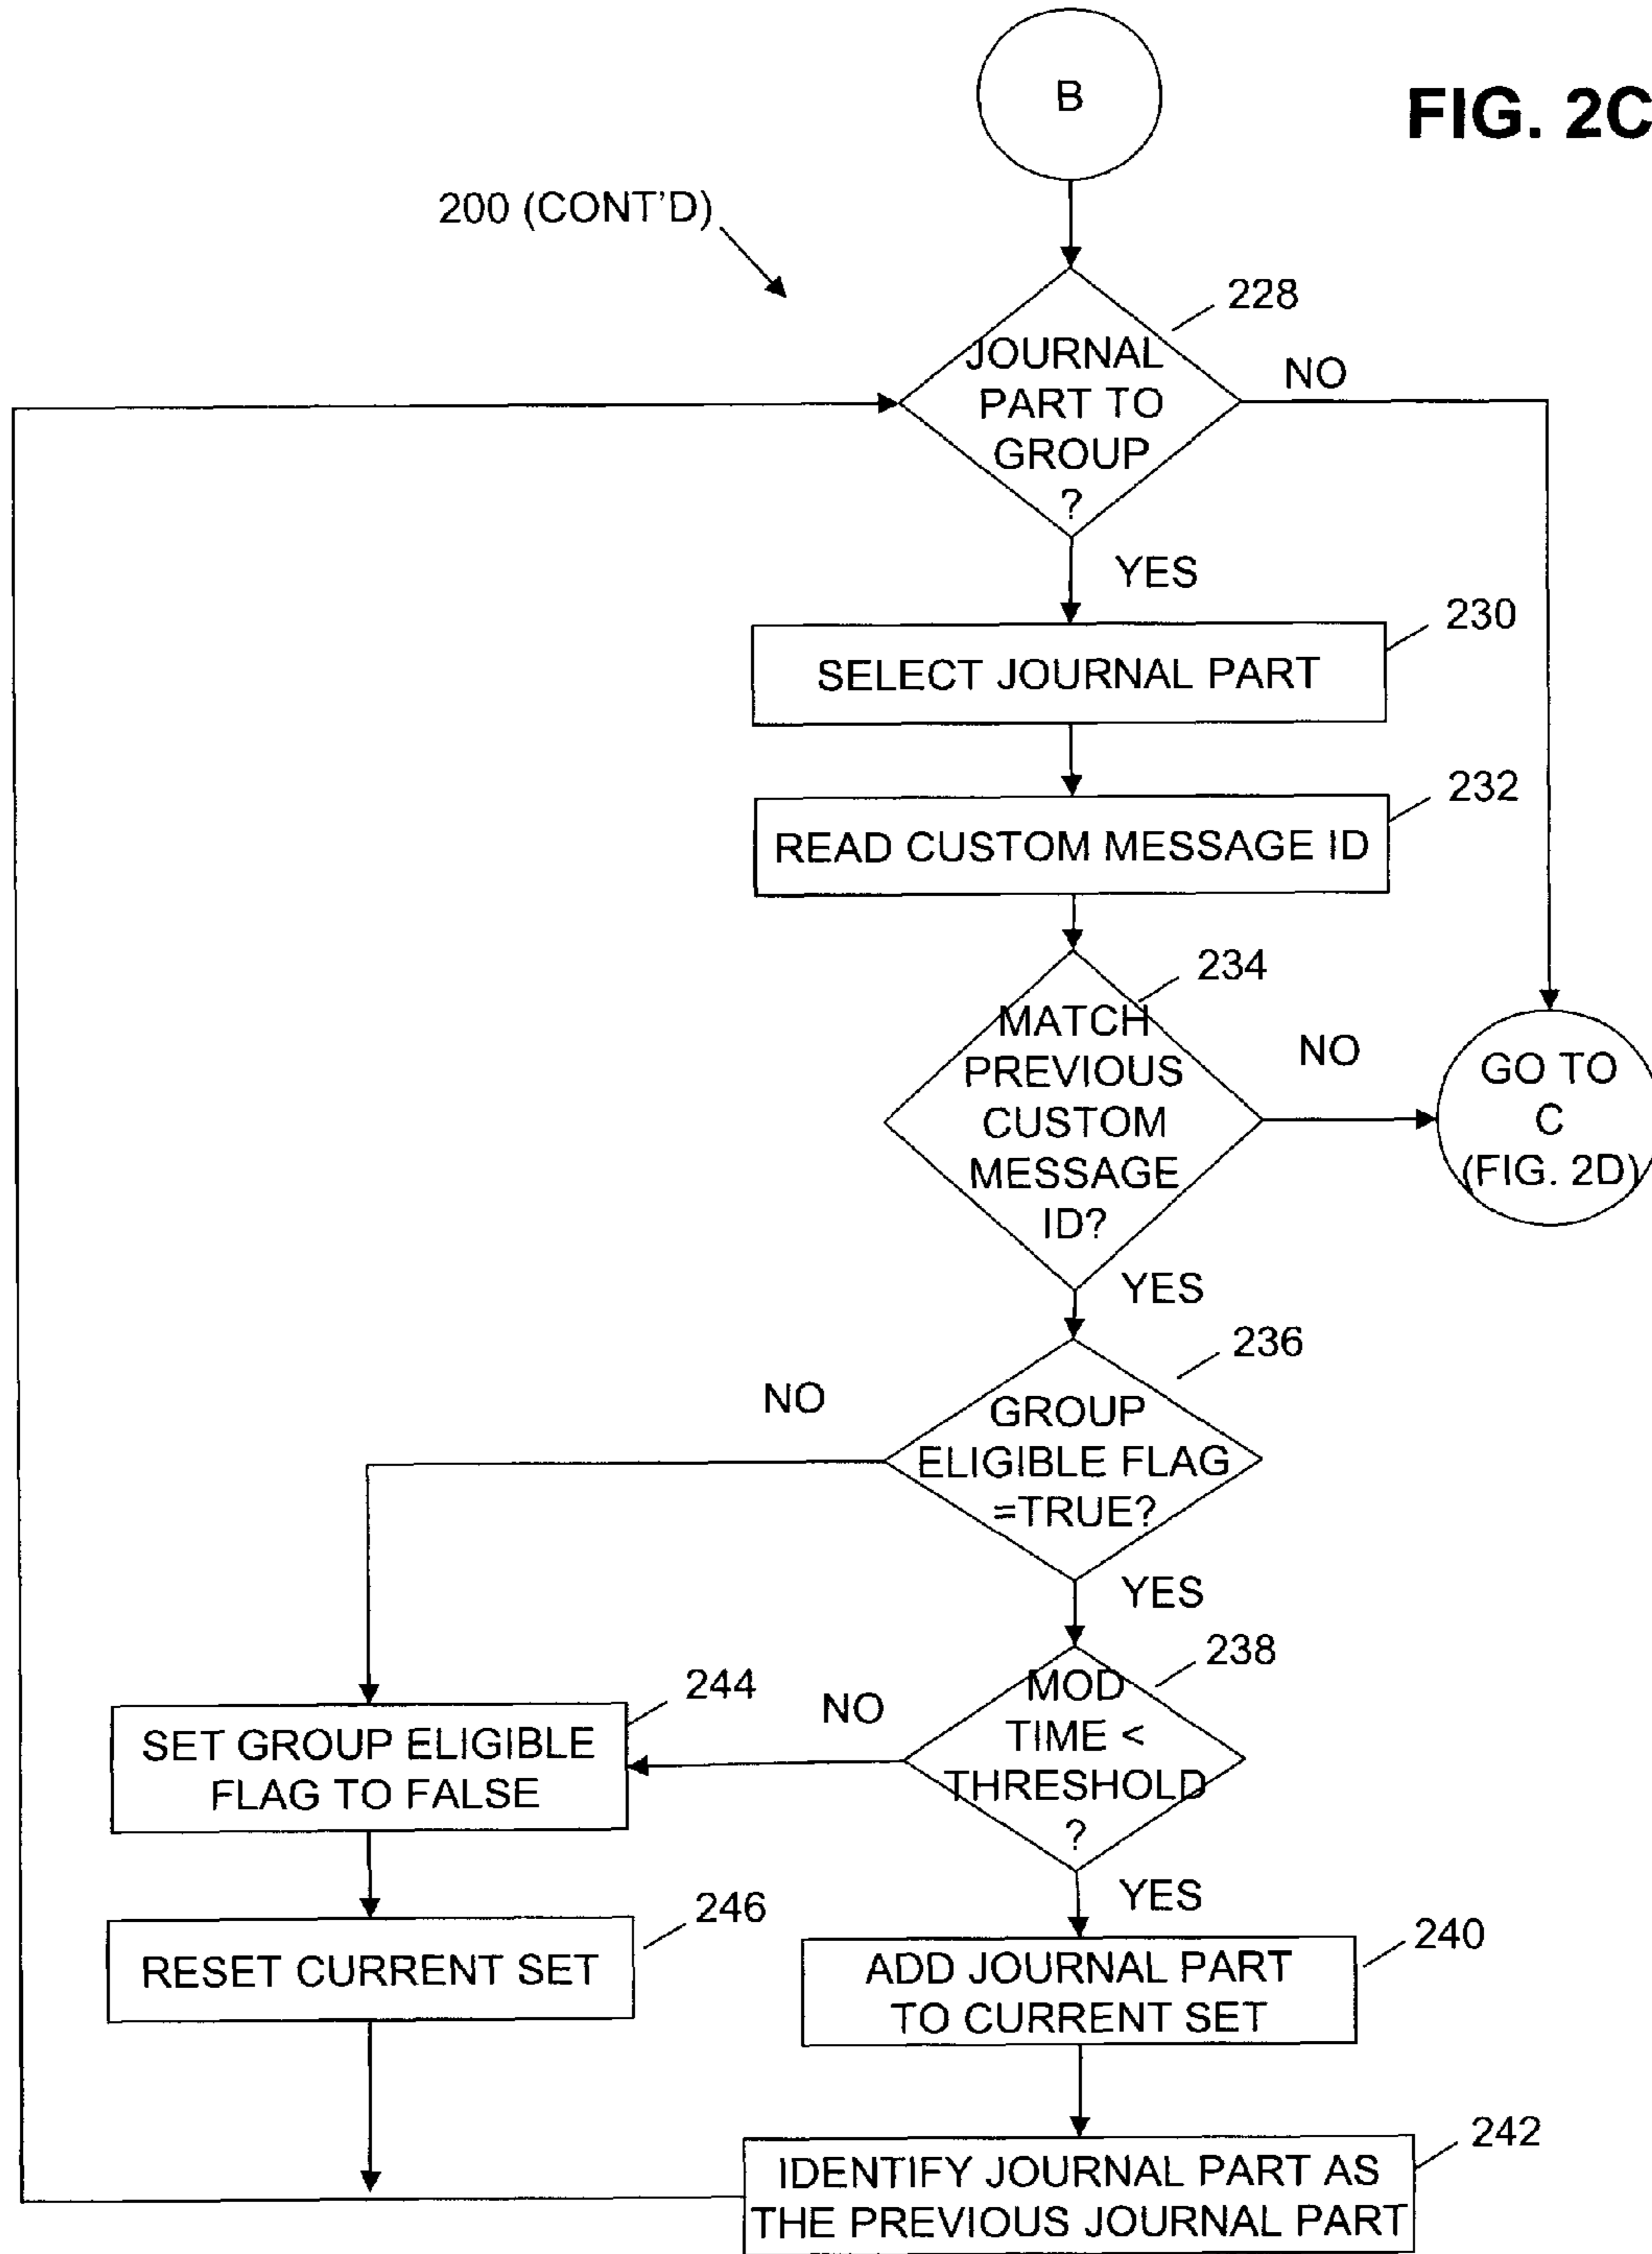 B
FIG. 2C
200 (CONT'D)
228
JOURNAL
PART TO
GROUP
?
NO
YES
230
SELECT JOURNAL PART
232
READ CUSTOM MESSAGE ID
234
MATCH
PREVIOUS
CUSTOM
MESSAGE
ID?
NO
GO TO
C
(FIG. 2D)
YES
236
GROUP
ELIGIBLE FLAG
=TRUE?
NO
YES
238
MOD
TIME <
THRESHOLD
?
NO
244
SET GROUP ELIGIBLE
FLAG TO FALSE
YES
246
RESET CURRENT SET
240
ADD JOURNAL PART
TO CURRENT SET
242
IDENTIFY JOURNAL PART AS
THE PREVIOUS JOURNAL PART